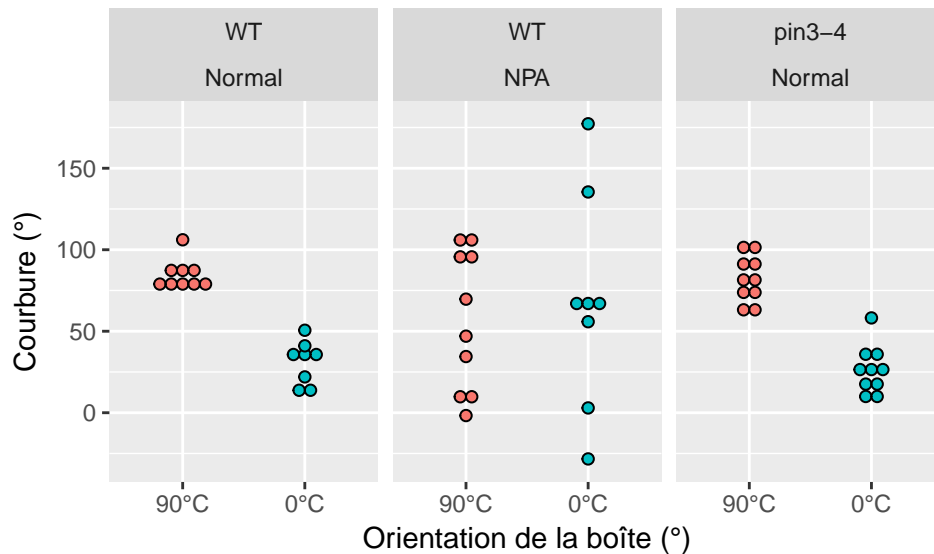 WT
Normal
WT
NPA
pin3−4
Normal
Courbure (°)
150
100
50
0
90°C
0°C
90°C
0°C
90°C
0°C
Orientation de la boîte (°)